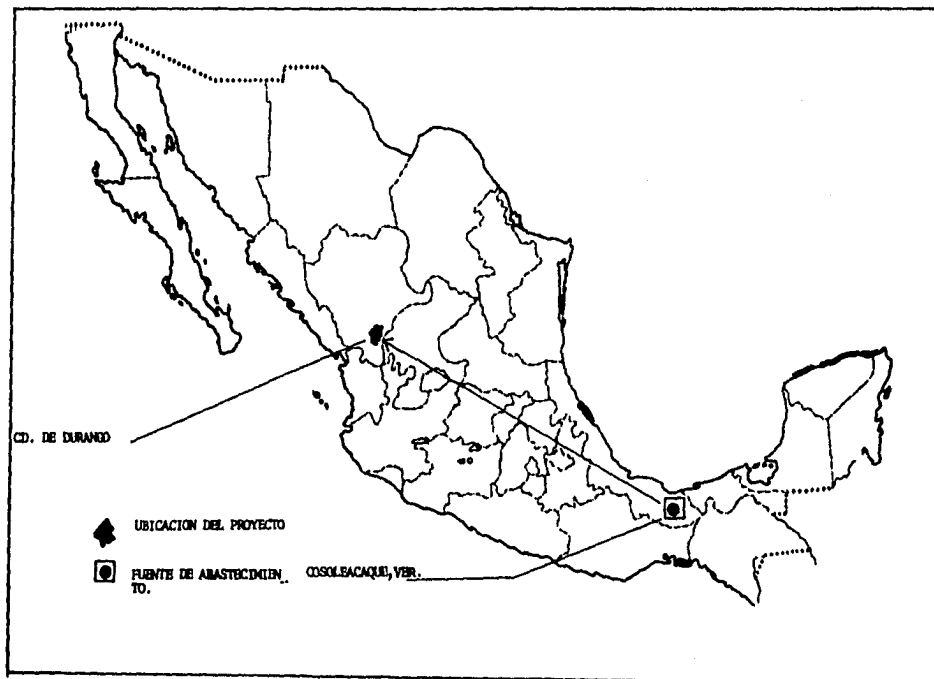 CD. DE DURANGO
UBICACION DEL PROYECTO
FUENTE DE ABASTECIMIEN COSOLEACAQUE, VER.
TO.